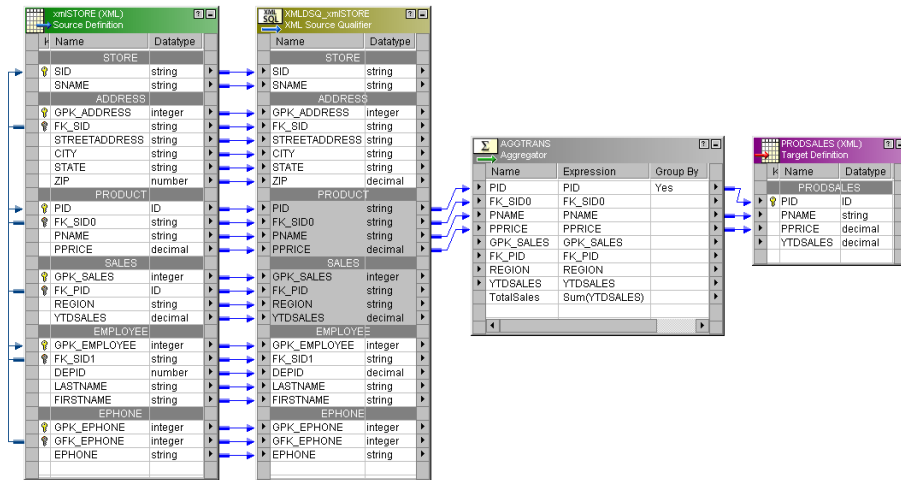 xmlSTORE (XML)
Source Definition
K Name Datatype
STORE
SID string
SNAME string
ADDRESS
GPK_ADDRESS integer
FK_SID string
STREETADDRESS string
CITY string
STATE string
ZIP number
PRODUCT
PID ID
FK_SID0 string
PNAME string
PPRICE decimal
SALES
GPK_SALES integer
FK_PID ID
REGION string
YTDSALES decimal
EMPLOYEE
GPK_EMPLOYEE integer
FK_SID1 string
DEPID number
LASTNAME string
FIRSTNAME string
EPHONE
GPK_EPHONE integer
GFK_EPHONE integer
EPHONE string
XML
SQL
XMLDSQ_xmlSTORE
XML Source Qualifier
Name Datatype
STORE
SID string
SNAME string
ADDRESS
GPK_ADDRESS integer
FK_SID string
STREETADDRESS string
CITY string
STATE string
ZIP decimal
PRODUCT
PID string
FK_SID0 string
PNAME string
PPRICE decimal
SALES
GPK_SALES integer
FK_PID string
REGION string
YTDSALES decimal
EMPLOYEE
GPK_EMPLOYEE integer
FK_SID1 string
DEPID decimal
LASTNAME string
FIRSTNAME string
EPHONE
GPK_EPHONE integer
GFK_EPHONE integer
EPHONE string
Σ AGGTRANS
Aggregator
Name Expression Group By
PID PID Yes
FK_SID0 FK_SID0
PNAME PNAME
PPRICE PPRICE
GPK_SALES GPK_SALES
FK_PID FK_PID
REGION REGION
YTDSALES YTDSALES
TotalSales Sum(YTDSALES)
PRODSALES (XML)
Target Definition
K Name Datatype
PRODSALES
PID ID
PNAME string
PPRICE decimal
YTDSALES decimal